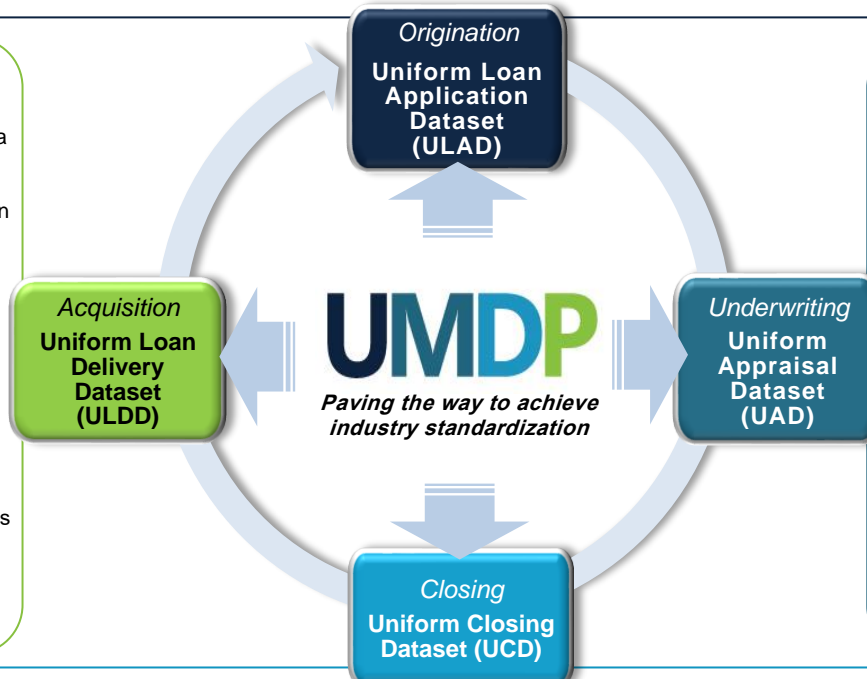 Origination
Uniform Loan
Application
Dataset
(ULAD)
a
n
Acquisition
Uniform Loan
Delivery
Dataset
(ULDD)
UMDP
Paving the way to achieve
industry standardization
Underwriting
Uniform
Appraisal
Dataset
(UAD)
s
Closing
Uniform Closing
Dataset (UCD)